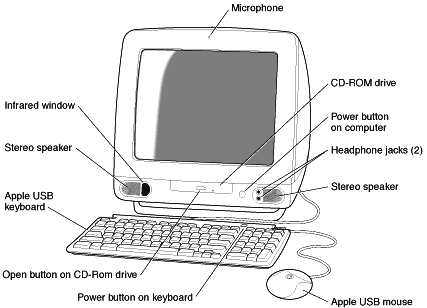 Microphone
CD-ROM drive
Infrared window
Power button
on computer
Stereo speaker
Headphone jacks (2)
Stereo speaker
Apple USB
keyboard
Open button on CD-Rom drive
Power button on keyboard
Apple USB mouse